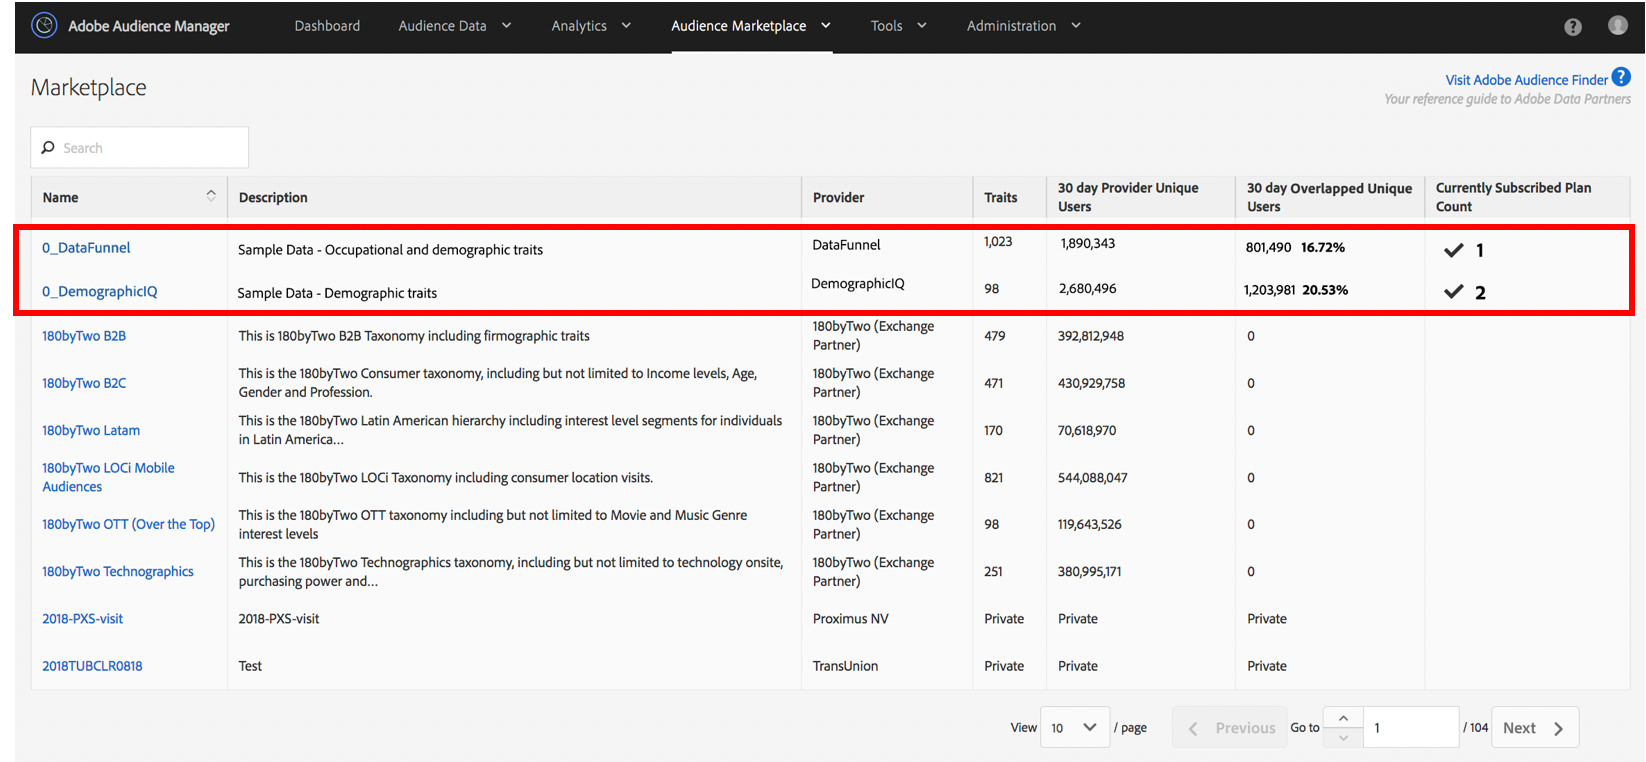 Adobe Audience Manager Dashboard Audience Data Analytics Audience Marketplace Tools Administration ?
Marketplace
Visit Adobe Audience Finder ?
Your reference guide to Adobe Data Partners
Search
Name Description Provider Traits 30 day Provider Unique Users 30 day Overlapped Unique Users Currently Subscribed Plan Count
0_DataFunnel Sample Data - Occupational and demographic traits DataFunnel 1,023 1,890,343 801,490 16.72% 1
0_DemographicIQ Sample Data - Demographic traits DemographicIQ 98 2,680,496 1,203,981 20.53% 2
180byTwo B2B This is 180byTwo B2B Taxonomy including firmographic traits 180byTwo (Exchange Partner) 479 392,812,948 0
180byTwo B2C This is the 180byTwo Consumer taxonomy, including but not limited to Income levels, Age, Gender and Profession. 180byTwo (Exchange Partner) 471 430,929,758 0
180byTwo Latam This is the 180byTwo Latin American hierarchy including interest level segments for individuals in Latin America... 180byTwo (Exchange Partner) 170 70,618,970 0
180byTwo LOCi Mobile Audiences This is the 180byTwo LOCi Taxonomy including consumer location visits. 180byTwo (Exchange Partner) 821 544,088,047 0
180byTwo OTT (Over the Top) This is the 180byTwo OTT taxonomy including but not limited to Movie and Music Genre interest levels 180byTwo (Exchange Partner) 98 119,643,526 0
180byTwo Technographics This is the 180byTwo Technographics taxonomy, including but not limited to technology onsite, purchasing power and... 180byTwo (Exchange Partner) 251 380,995,171 0
2018-PXS-visit 2018-PXS-visit Proximus NV Private Private Private
2018TUBCLR0818 Test TransUnion Private Private Private
View 10 / page Previous Go to 1 / 104 Next